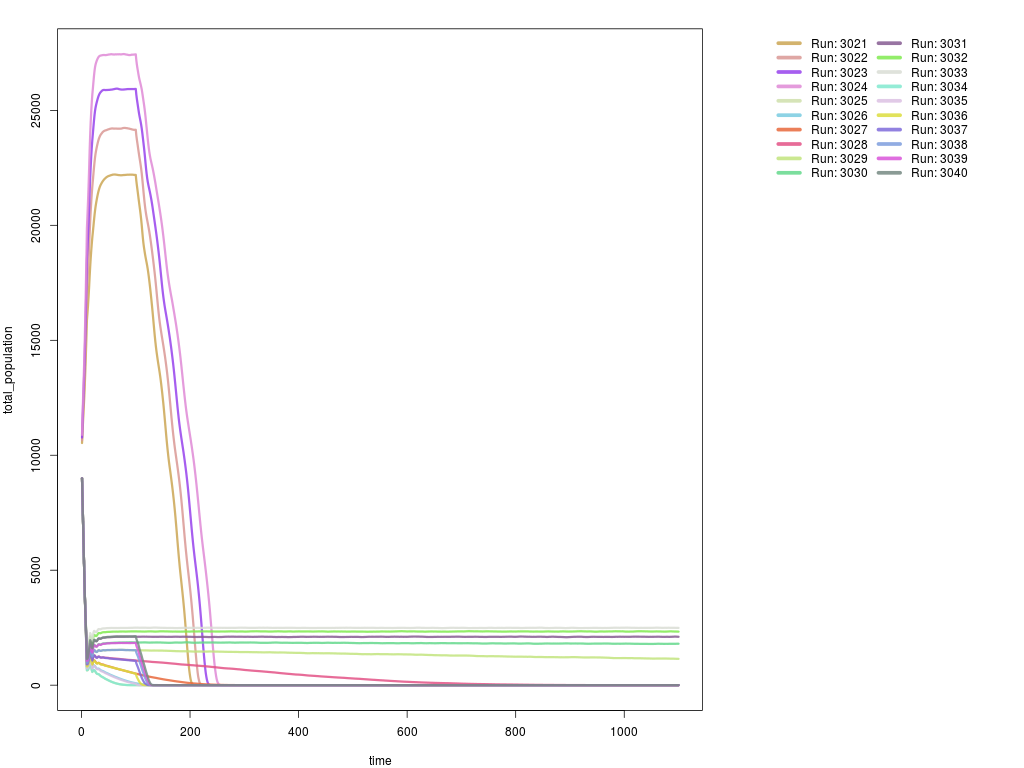 total_population
25000
20000
15000
10000
5000
0
0 200 400 600 800 1000
time
Run: 3021 Run: 3031
Run: 3022 Run: 3032
Run: 3023 Run: 3033
Run: 3024 Run: 3034
Run: 3025 Run: 3035
Run: 3026 Run: 3036
Run: 3027 Run: 3037
Run: 3028 Run: 3038
Run: 3029 Run: 3039
Run: 3030 Run: 3040